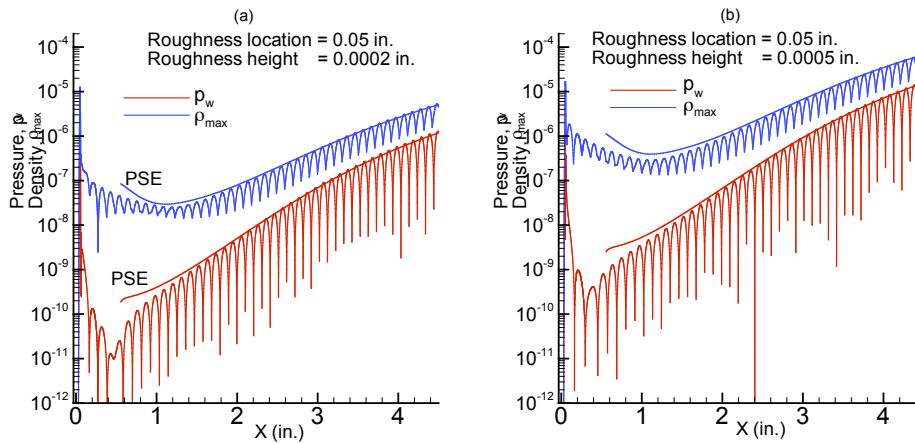 (a)
Roughness location = 0.05 in.
Roughness height = 0.0002 in.
p_w
ρ_max
PSE
PSE
10^-4
10^-5
10^-6
10^-7
10^-8
10^-9
10^-10
10^-11
10^-12
0 1 2 3 4
X (in.)
(b)
Roughness location = 0.05 in.
Roughness height = 0.0005 in.
p_w
ρ_max
10^-4
10^-5
10^-6
10^-7
10^-8
10^-9
10^-10
10^-11
10^-12
0 1 2 3 4
X (in.)
Pressure,
Density
Pressure,
Density